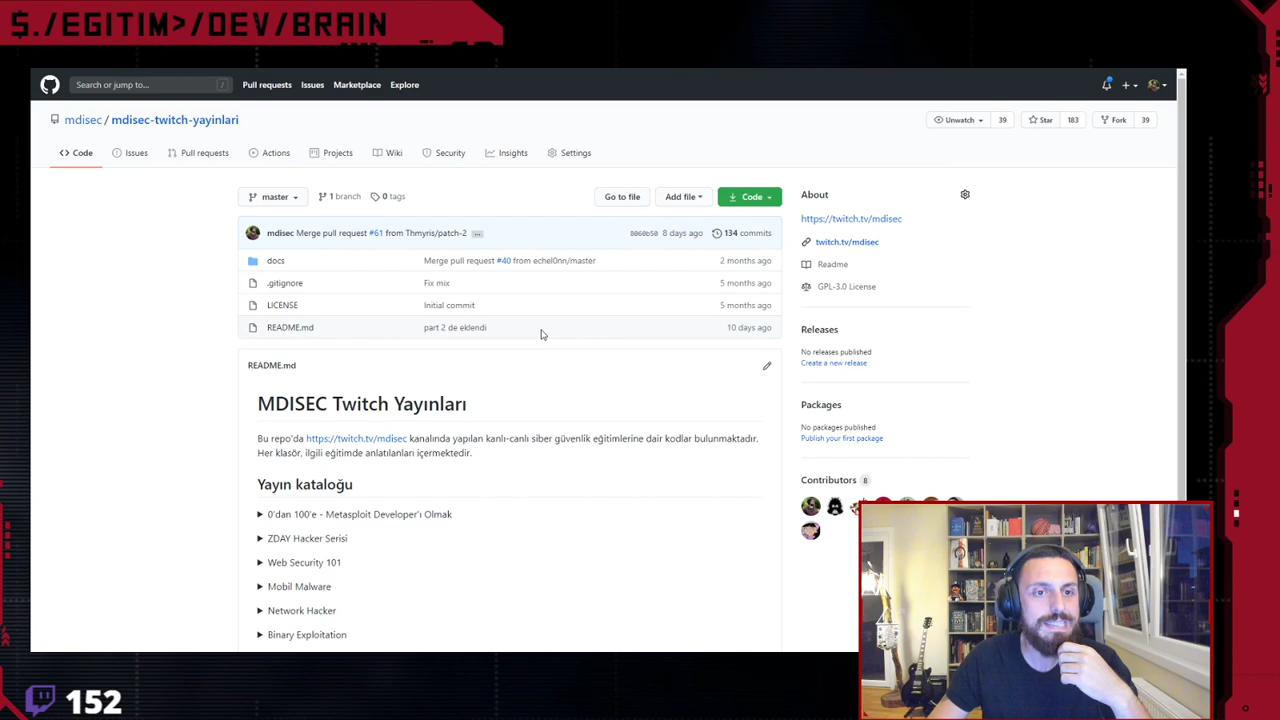 $./EGITIM>/DEV/BRAIN
Search or jump to... /
Pull requests
Issues
Marketplace
Explore
mdisec / mdisec-twitch-yayinlari
Unwatch 39
Star 183
Fork 39
Code
Issues
Pull requests
Actions
Projects
Wiki
Security
Insights
Settings
master
1 branch
0 tags
Go to file
Add file
Code
mdisec Merge pull request #61 from Thmyris/patch-2 ...
8060b50 8 days ago
134 commits
docs Merge pull request #40 from echel0nn/master 2 months ago
.gitignore Fix mix 5 months ago
LICENSE Initial commit 5 months ago
README.md part 2 de eklendi 10 days ago
README.md
MDISEC Twitch Yayınları
Bu repo'da https://twitch.tv/mdisec kanalında yapılan kanlı-canlı siber güvenlik eğitimlerine dair kodlar bulunmaktadır.
Her klasör, ilgili eğitimde anlatılanları içermektedir.
Yayın kataloğu
0'dan 100'e - Metasploit Developer'ı Olmak
ZDAY Hacker Serisi
Web Security 101
Mobil Malware
Network Hacker
Binary Exploitation
About
https://twitch.tv/mdisec
twitch.tv/mdisec
Readme
GPL-3.0 License
Releases
No releases published
Create a new release
Packages
No packages published
Publish your first package
Contributors 8
152